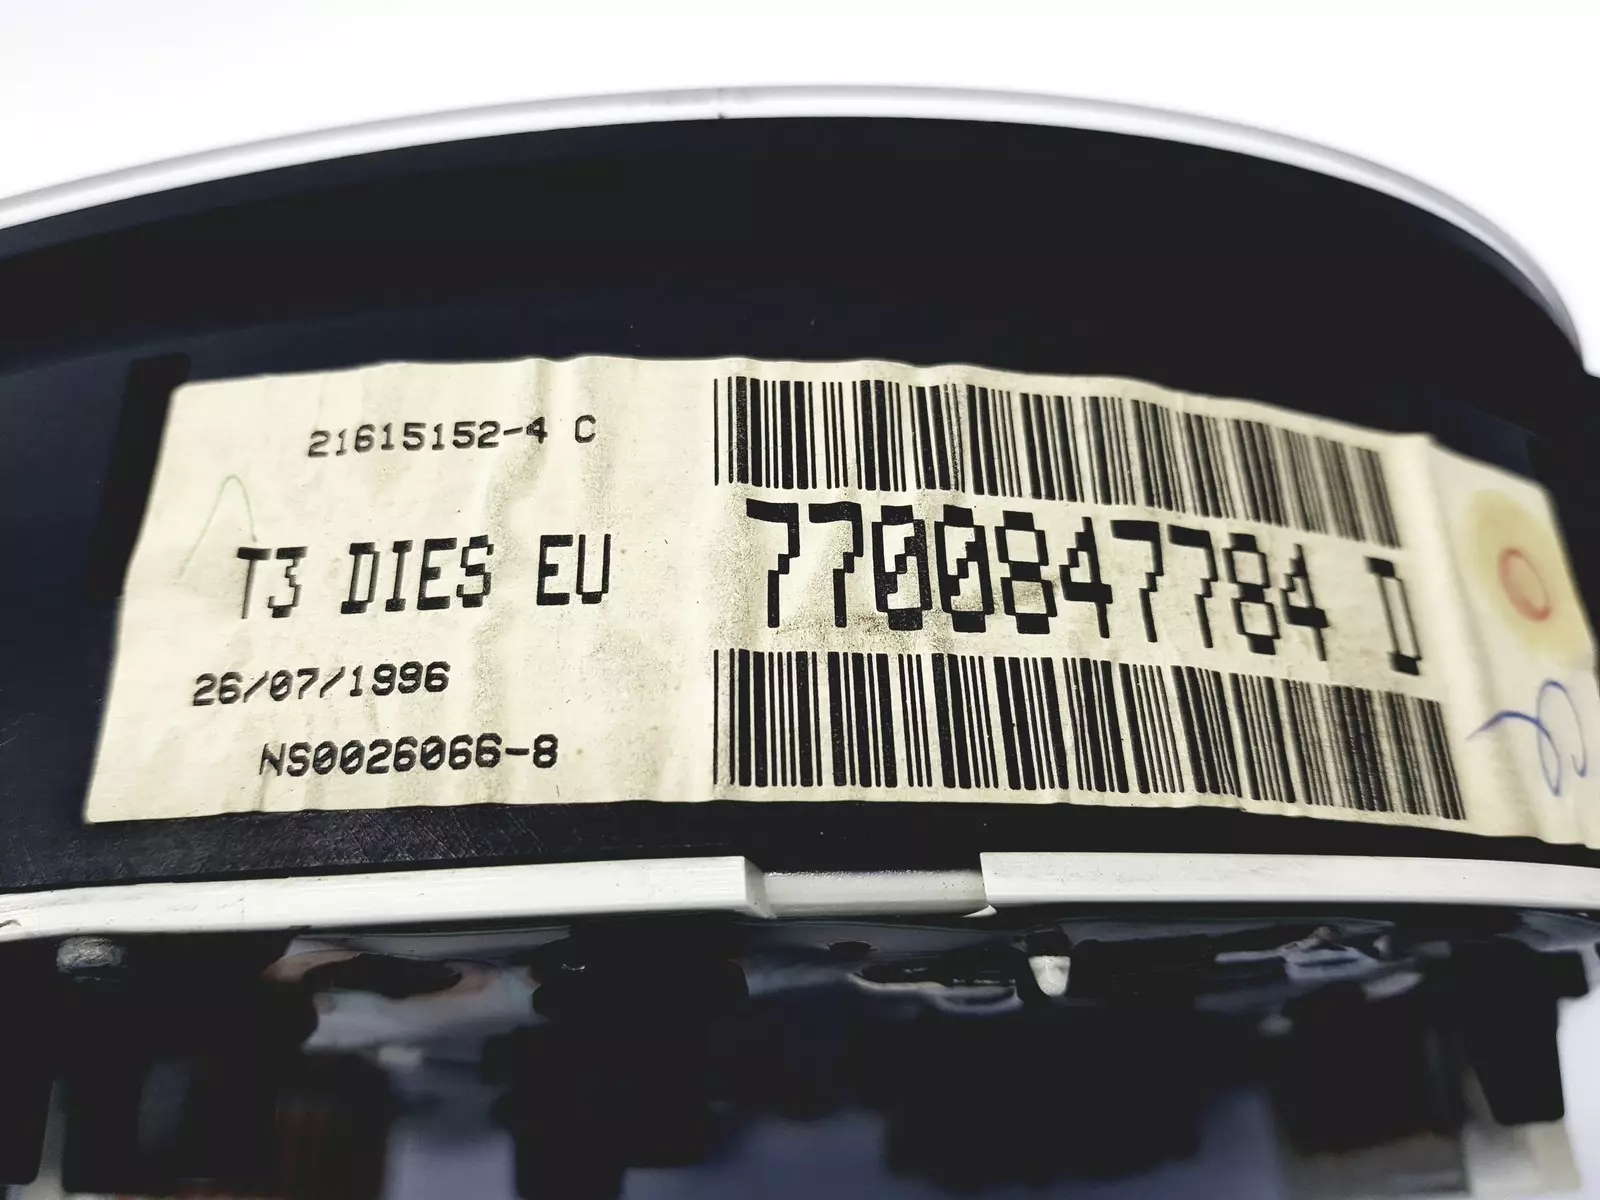 21615152-4 C
T3 DIES EU
26/07/1996
NS0026066-8
7700847784 D